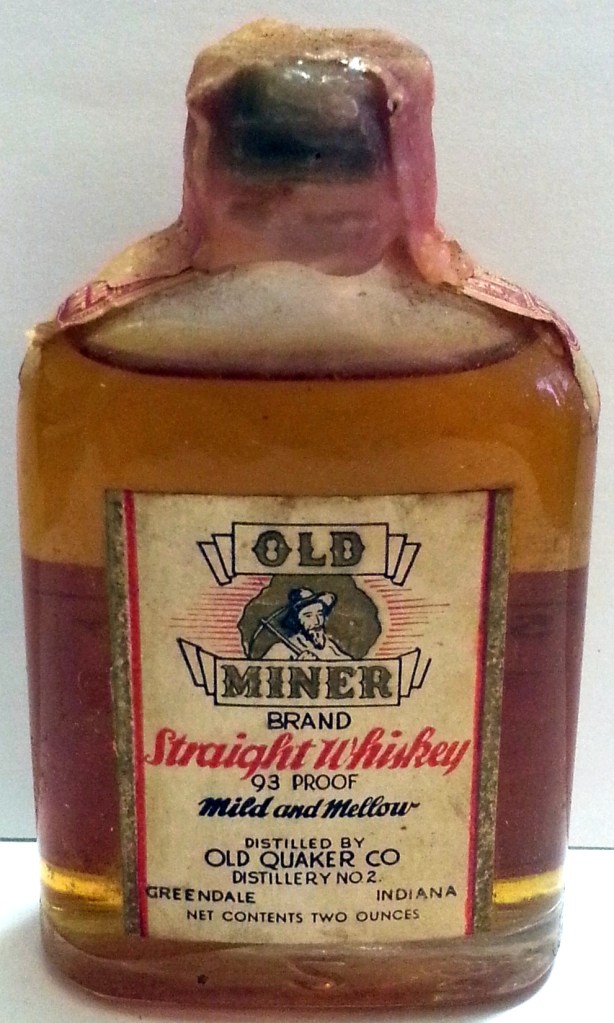 OLD
MINER
BRAND
Straight Whiskey
93 PROOF
Mild and Mellow
DISTILLED BY
OLD QUAKER CO
DISTILLERY NO. 2.
GREENDALE INDIANA
NET CONTENTS TWO OUNCES